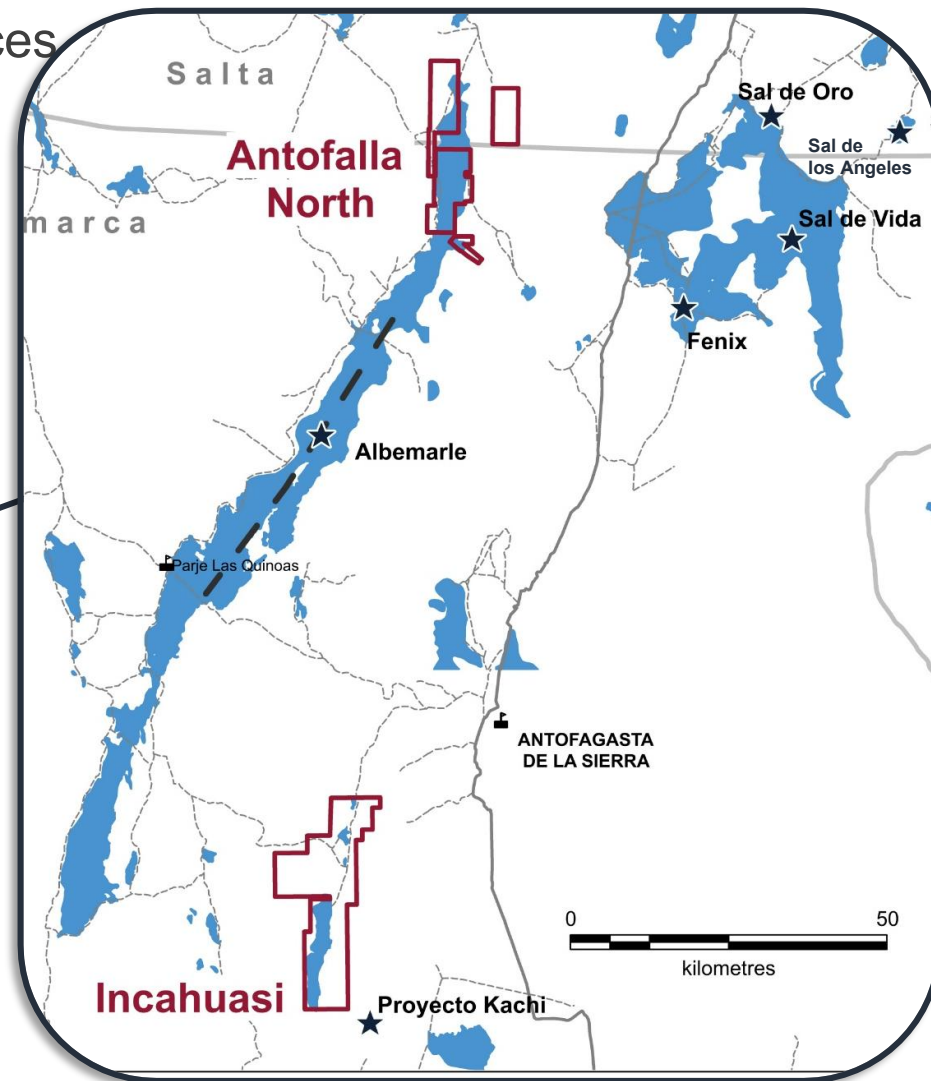 ces
Salta
Sal de Oro
Sal de
los Angeles
Antofalla
North
marca
Sal de Vida
Fenix
Albemarle
Parje Las Quinoas
ANTOFAGASTA
DE LA SIERRA
0 50
kilometres
Incahuasi
Proyecto Kachi